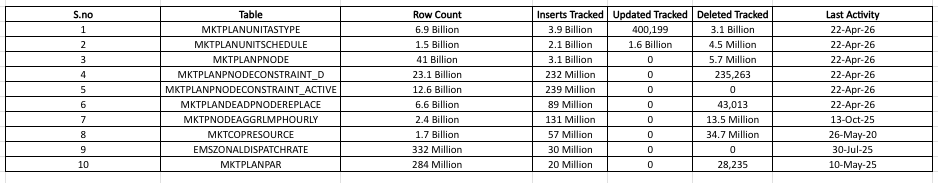 S.no Table Row Count Inserts Tracked Updated Tracked Deleted Tracked Last Activity
1 MKTPLANUNITASTYPE 6.9 Billion 3.9 Billion 400,199 3.1 Billion 22-Apr-26
2 MKTPLANUNITSCHEDULE 1.5 Billion 2.1 Billion 1.6 Billion 4.5 Million 22-Apr-26
3 MKTPLANPNODE 41 Billion 3.1 Billion 0 5.7 Million 22-Apr-26
4 MKTPLANPNODECONSTRAINT_D 23.1 Billion 232 Million 0 235,263 22-Apr-26
5 MKTPLANPNODECONSTRAINT_ACTIVE 12.6 Billion 239 Million 0 0 22-Apr-26
6 MKTPLANDEADPNODEREPLACE 6.6 Billion 89 Million 0 43,013 22-Apr-26
7 MKTPNODEAGGRLMPHOURLY 2.4 Billion 131 Million 0 13.5 Million 13-Oct-25
8 MKTCOPRESOURCE 1.7 Billion 57 Million 0 34.7 Million 26-May-20
9 EMSZONALDISPATCHRATE 332 Million 30 Million 0 0 30-Jul-25
10 MKTPLANPAR 284 Million 20 Million 0 28,235 10-May-25